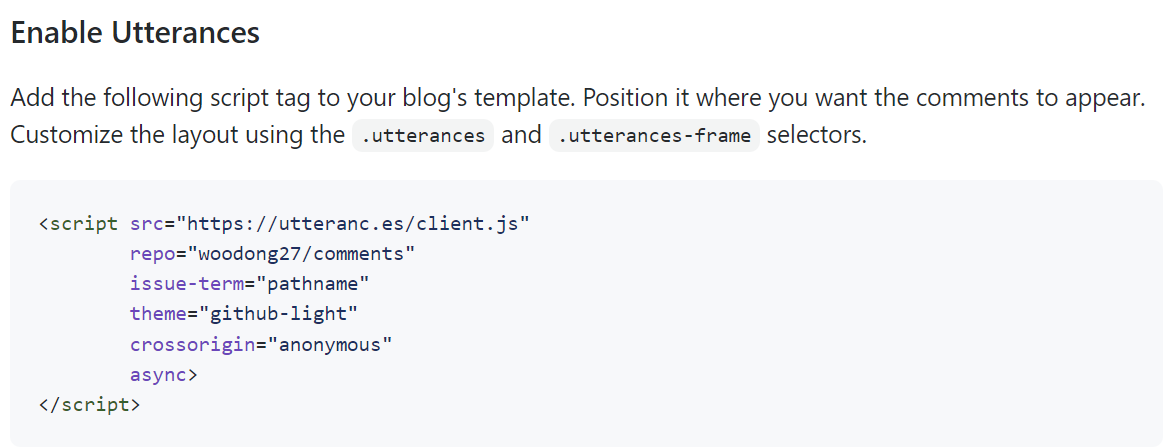 Enable Utterances
Add the following script tag to your blog's template. Position it where you want the comments to appear.
Customize the layout using the .utterances and .utterances-frame selectors.
<script src="https://utteranc.es/client.js"
        repo="woodong27/comments"
        issue-term="pathname"
        theme="github-light"
        crossorigin="anonymous"
        async>
</script>